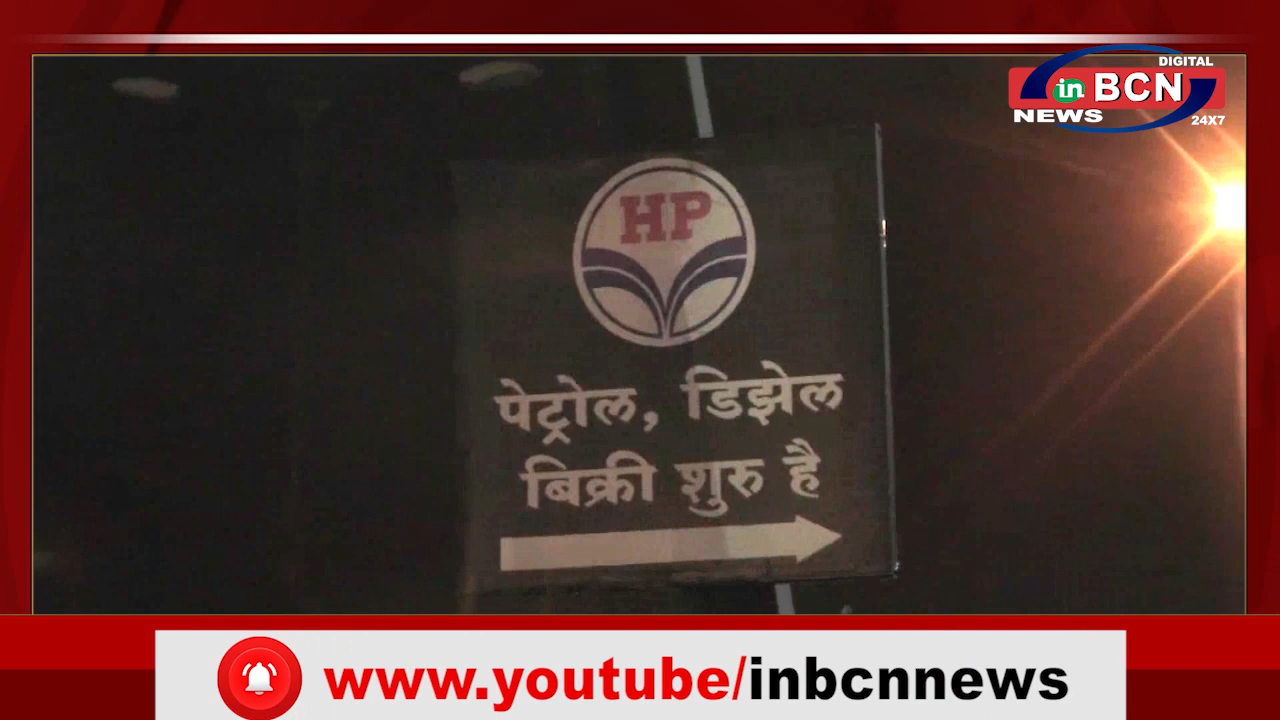 DIGITAL
in BCN
NEWS 24X7
HP
पेट्रोल, डिझेल
बिक्री शुरु है
www.youtube/inbcnnews